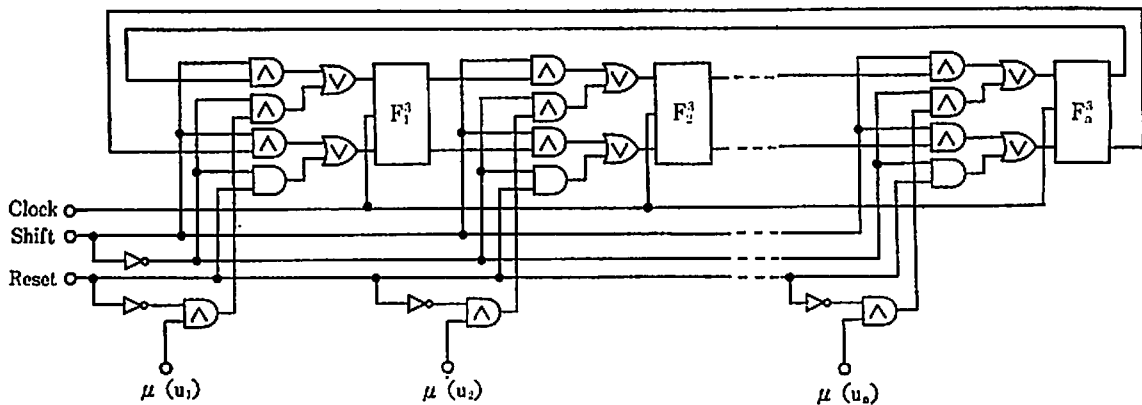 ∧ ∨ ∧ ∨ ∧ ∨
∧ F₁³ ∧ F₂³ ∧ Fₙ³
∧ ∨ ∧ ∨ ∧ ∨
Clock
Shift
Reset
∧ ∧ ∧
μ (u₁) μ (u₂) μ (uₙ)